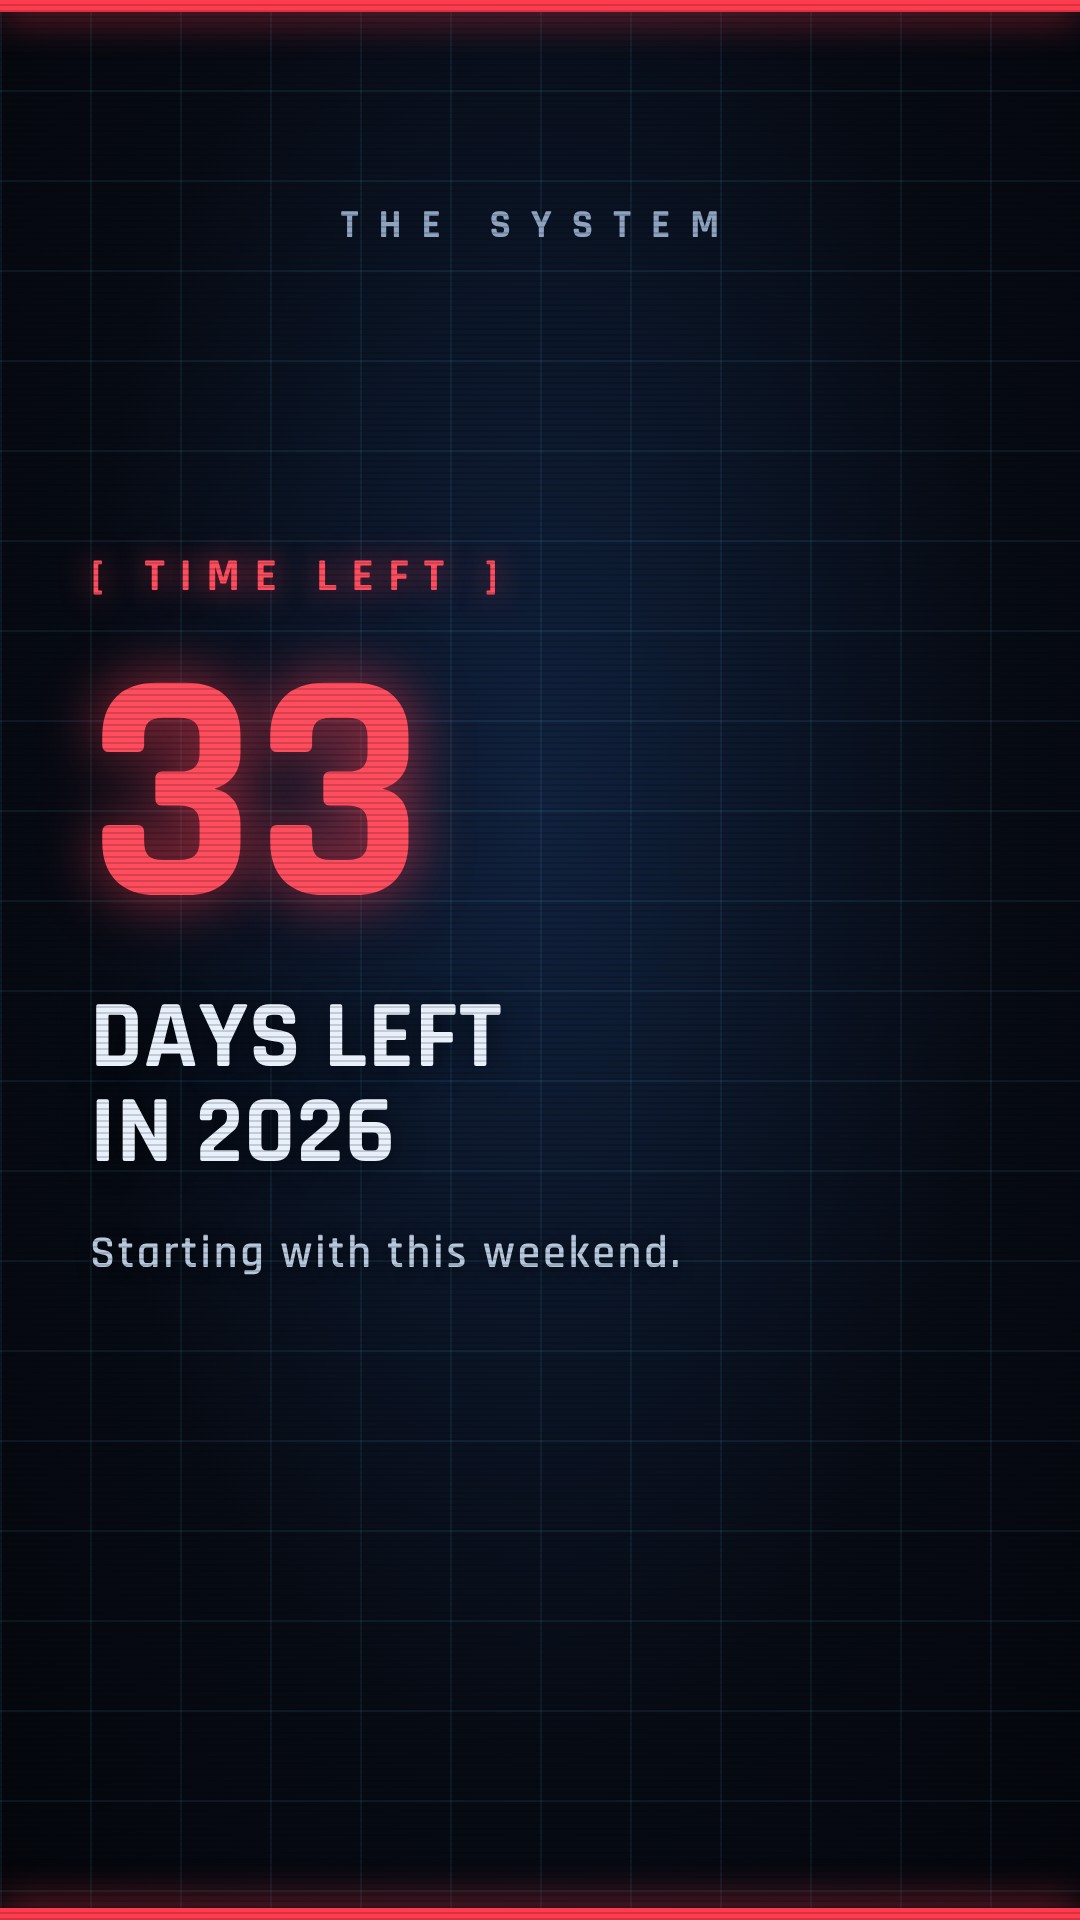 THE SYSTEM
[ TIME LEFT ]
33
DAYS LEFT
IN 2026
Starting with this weekend.